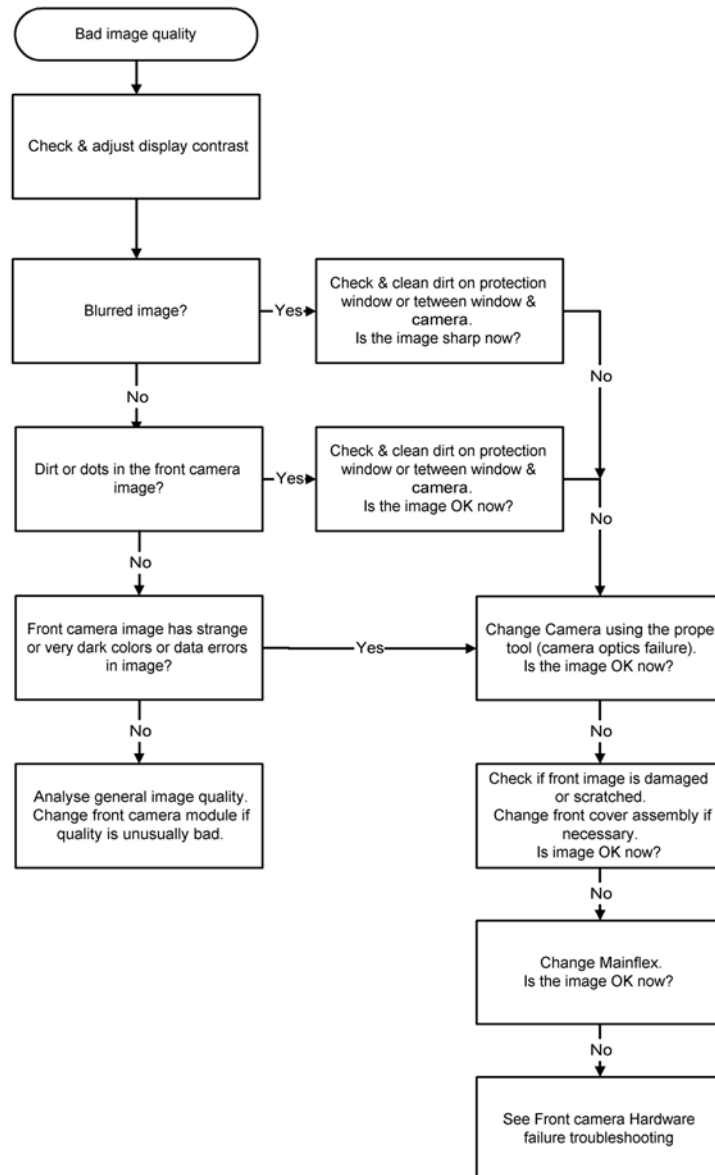 Bad image quality
Check & adjust display contrast
Blurred image?
Yes
Check & clean dirt on protection
window or tetween window &
camera.
Is the image sharp now?
No
No
Dirt or dots in the front camera
image?
Yes
Check & clean dirt on protection
window or tetween window &
camera.
Is the image OK now?
No
No
Front camera image has strange
or very dark colors or data errors
in image?
Yes
Change Camera using the proper
tool (camera optics failure).
Is the image OK now?
No
No
Analyse general image quality.
Change front camera module if
quality is unusually bad.
Check if front image is damaged
or scratched.
Change front cover assembly if
necessary.
Is image OK now?
No
Change Mainflex.
Is the image OK now?
No
See Front camera Hardware
failure troubleshooting